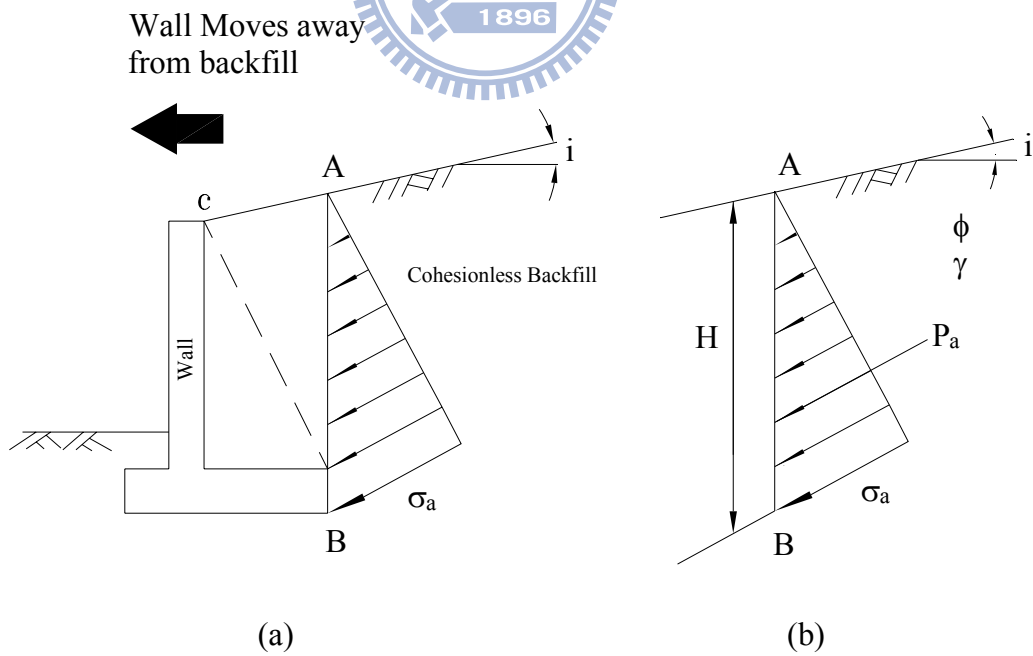 1896
Wall Moves away
from backfill
i
A
c
Cohesionless Backfill
Wall
σa
B
(a)
i
A
ϕ
γ
H
Pa
σa
B
(b)